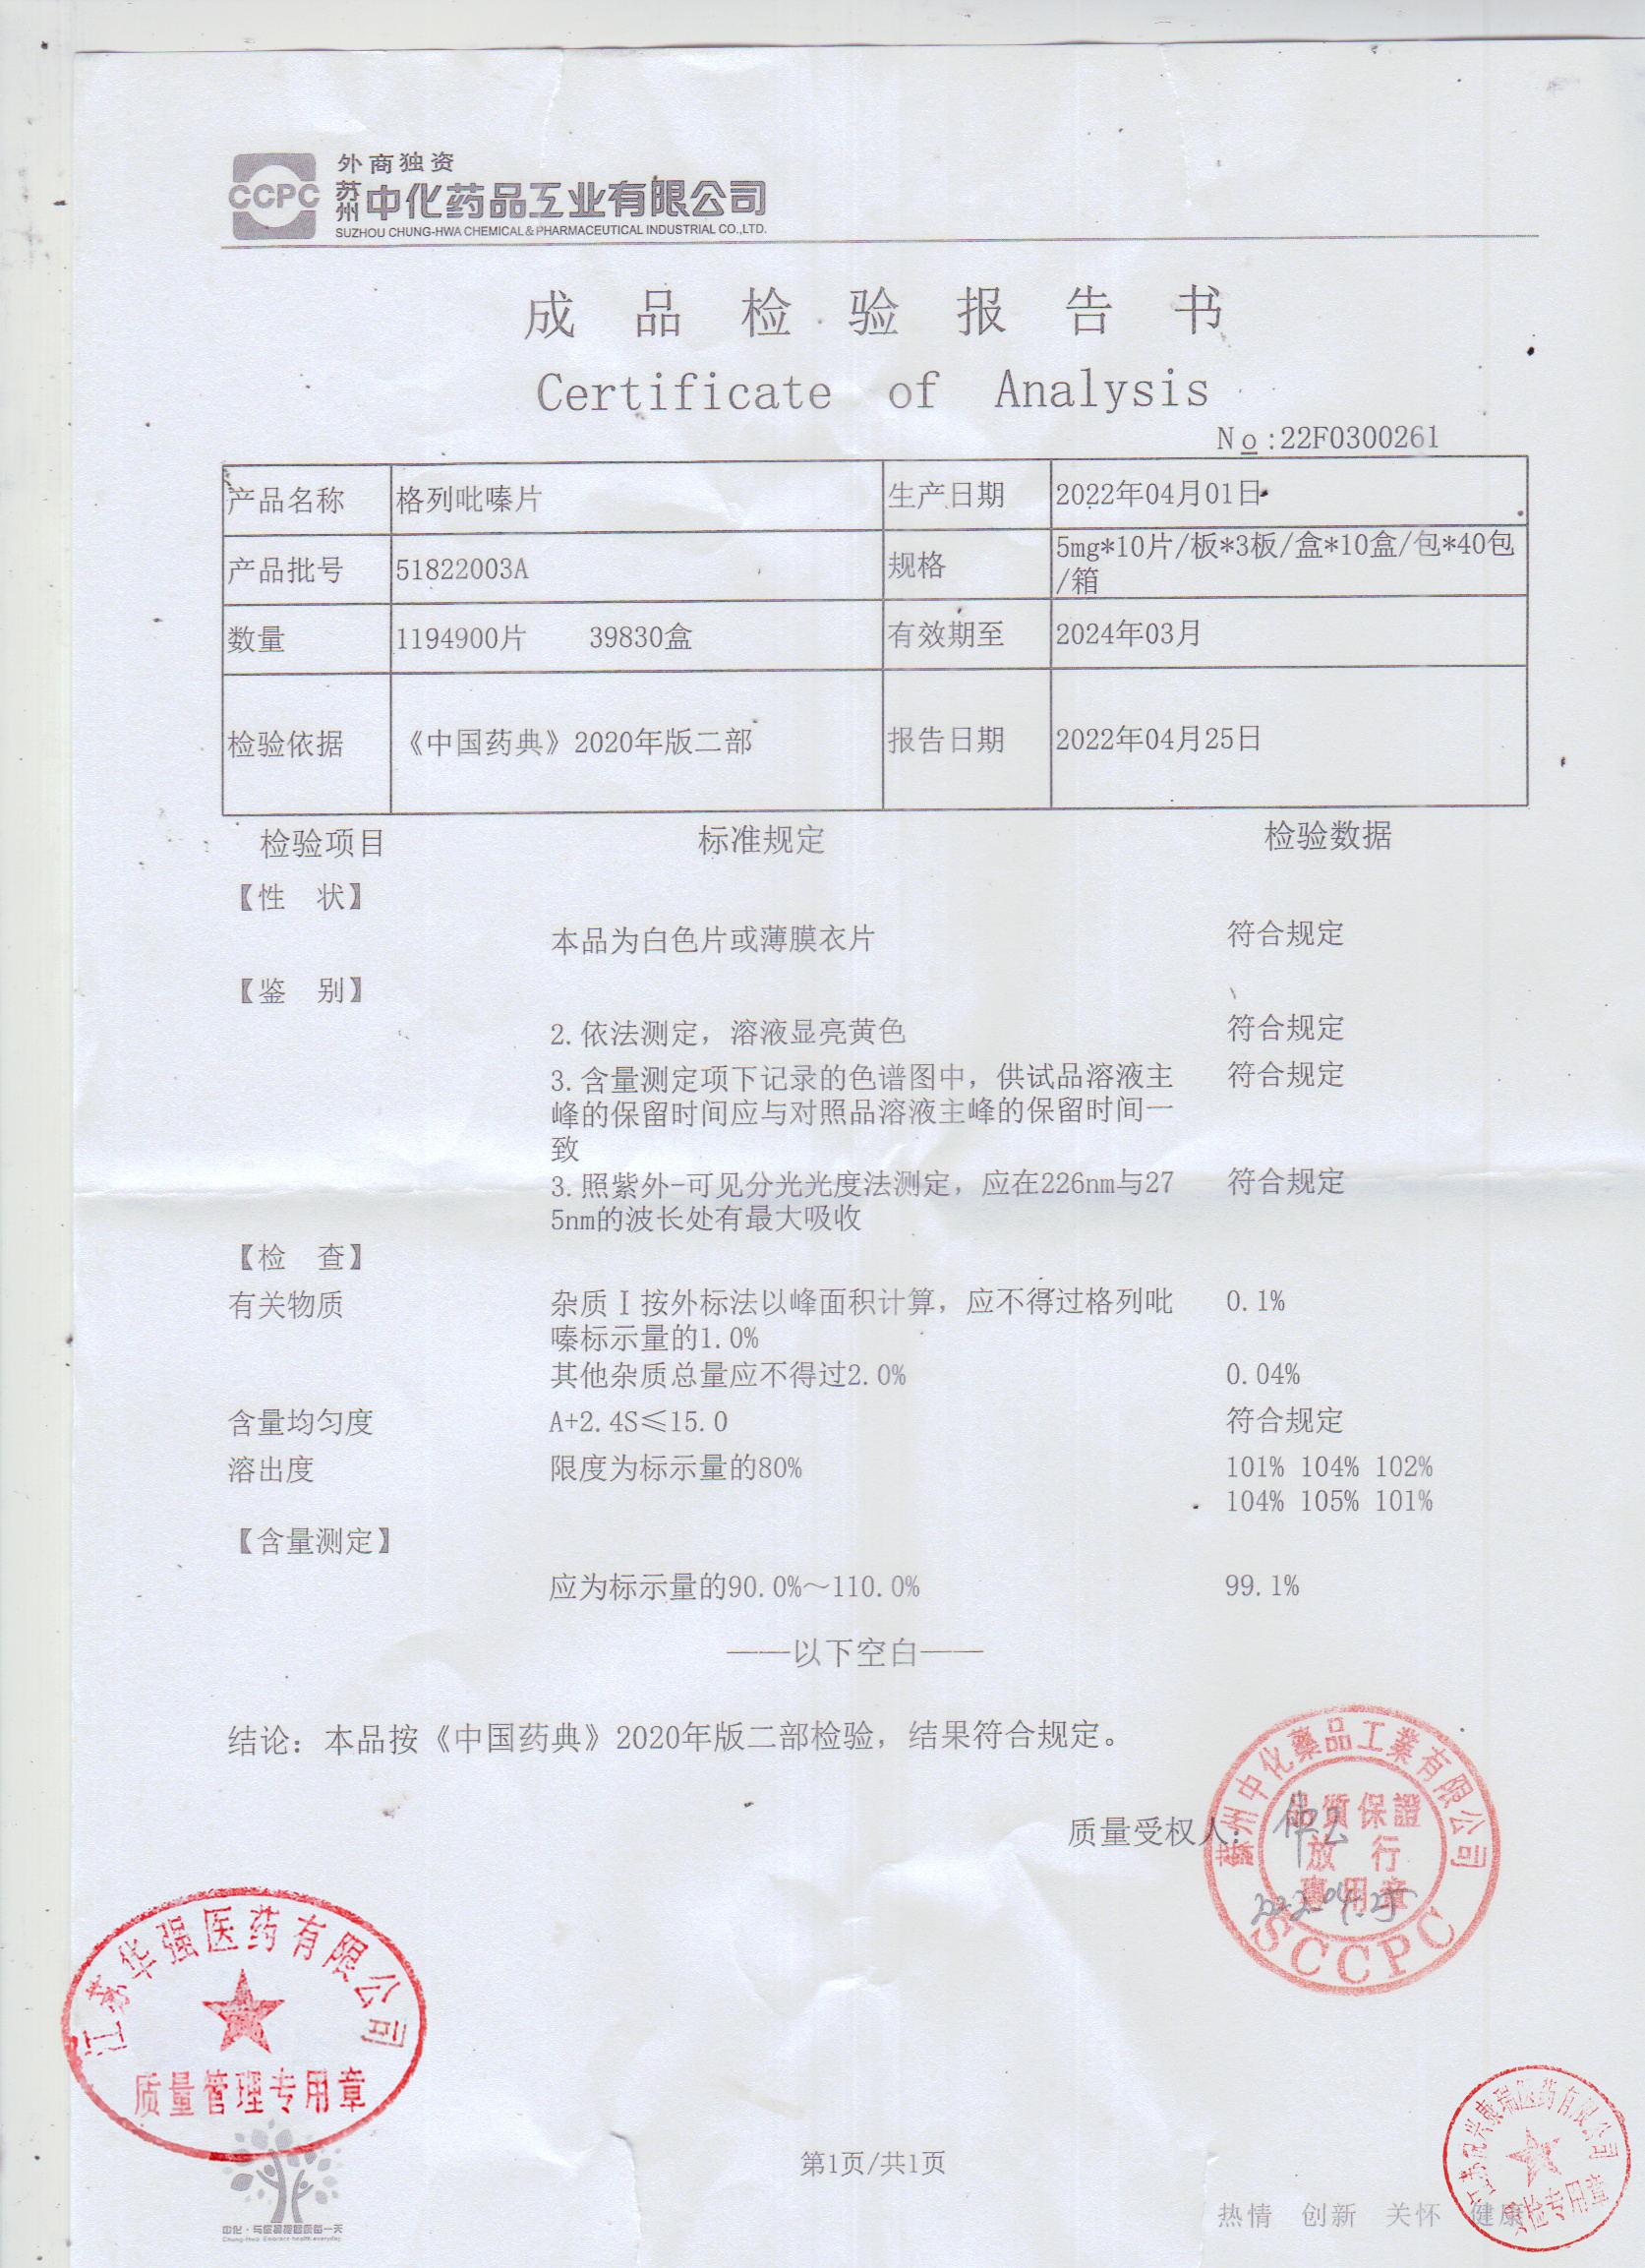 外商独资
CCPC 苏州中化药品工业有限公司
SUZHOU CHUNG-HWA CHEMICAL & PHARMACEUTICAL INDUSTRIAL CO.,LTD.
成品检验报告书
Certificate of Analysis
No:22F0300261
产品名称 格列吡嗪片 生产日期 2022年04月01日
产品批号 51822003A 规格 5mg*10片/板*3板/盒*10盒/包*40包
/箱
数量 1194900片 39830盒 有效期至 2024年03月
检验依据 《中国药典》2020年版二部 报告日期 2022年04月25日
检验项目 标准规定 检验数据
【性 状】
本品为白色片或薄膜衣片 符合规定
【鉴 别】
2.依法测定，溶液显亮黄色 符合规定
3.含量测定项下记录的色谱图中，供试品溶液主 符合规定
峰的保留时间应与对照品溶液主峰的保留时间一
致
3.照紫外-可见分光光度法测定，应在226nm与27 符合规定
5nm的波长处有最大吸收
【检 查】
有关物质 杂质Ⅰ按外标法以峰面积计算，应不得过格列吡 0.1%
嗪标示量的1.0%
其他杂质总量应不得过2.0% 0.04%
含量均匀度 A+2.4S≤15.0 符合规定
溶出度 限度为标示量的80% 101% 104% 102%
104% 105% 101%
【含量测定】
应为标示量的90.0%～110.0% 99.1%
——以下空白——
结论：本品按《中国药典》2020年版二部检验，结果符合规定。
质量受权人：
蘇州中化藥品工業有限公司
品質保證
放行
專用章
2022.04.25
SCCPC
江苏华强医药有限公司
质量管理专用章
中化·与您迎接健康每一天
Chung-Hwa Embrace health everyday
第1页/共1页
热情 创新 关怀 健康